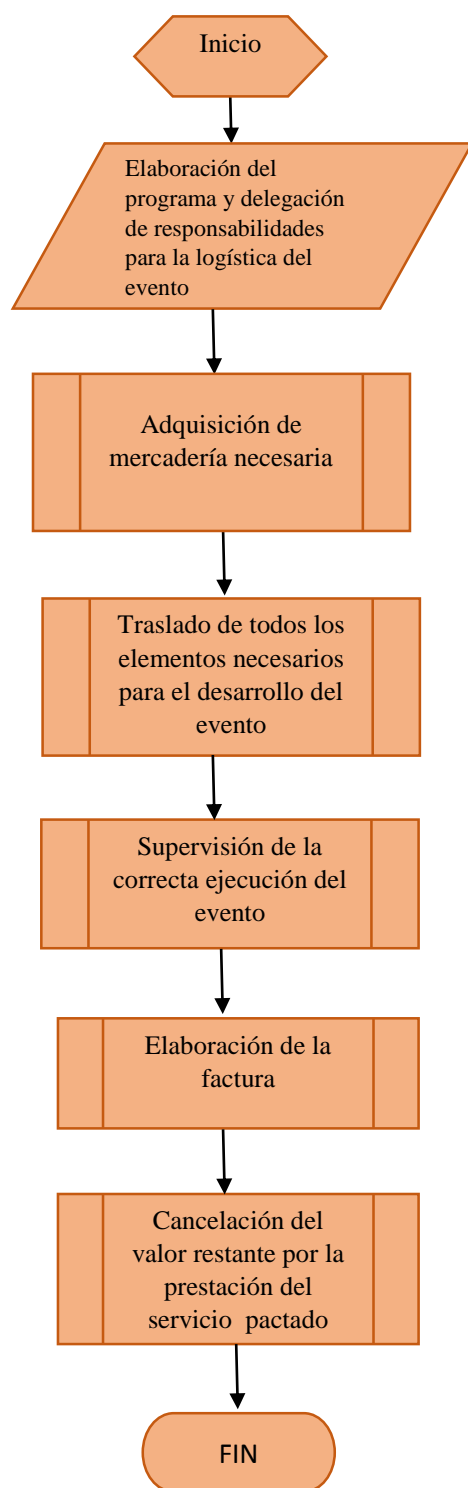 Inicio
Elaboración del
programa y delegación
de responsabilidades
para la logística del
evento
Adquisición de
mercadería necesaria
Traslado de todos los
elementos necesarios
para el desarrollo del
evento
Supervisión de la
correcta ejecución del
evento
Elaboración de la
factura
Cancelación del
valor restante por la
prestación del
servicio pactado
FIN